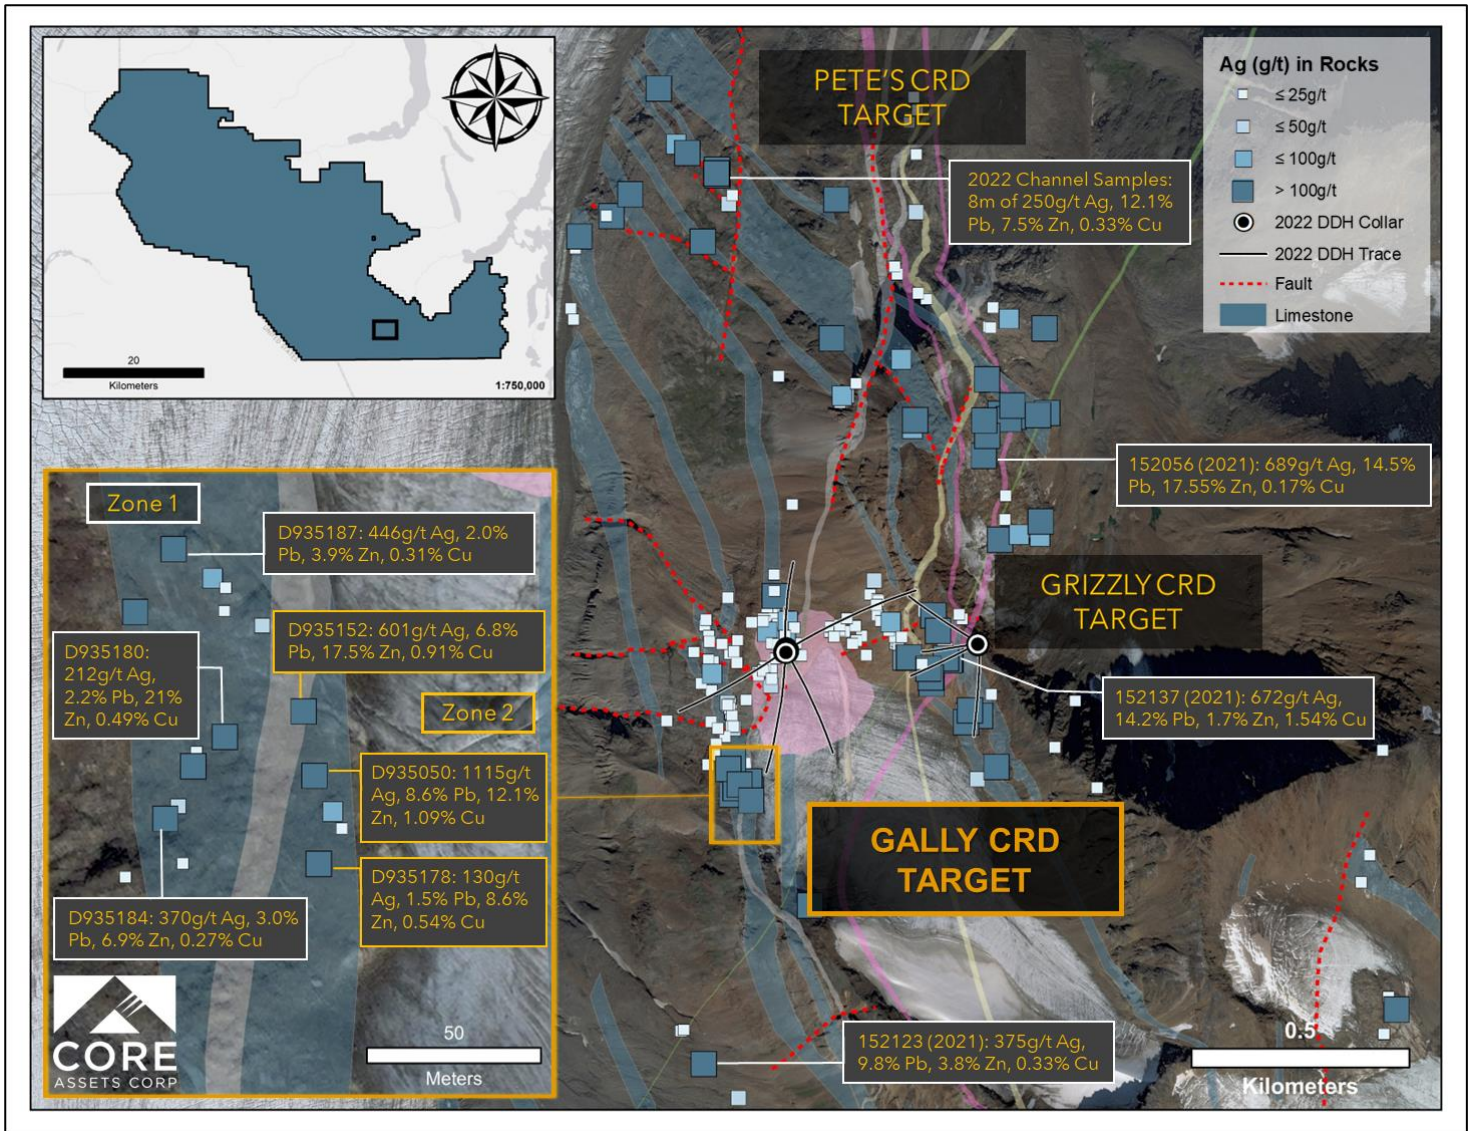 20
Kilometers
1:750,000
PETE'S CRD
TARGET
Ag (g/t) in Rocks
≤ 25g/t
≤ 50g/t
≤ 100g/t
> 100g/t
2022 DDH Collar
2022 DDH Trace
Fault
Limestone
2022 Channel Samples:
8m of 250g/t Ag, 12.1%
Pb, 7.5% Zn, 0.33% Cu
152056 (2021): 689g/t Ag, 14.5%
Pb, 17.55% Zn, 0.17% Cu
GRIZZLY CRD
TARGET
152137 (2021): 672g/t Ag,
14.2% Pb, 1.7% Zn, 1.54% Cu
GALLY CRD
TARGET
152123 (2021): 375g/t Ag,
9.8% Pb, 3.8% Zn, 0.33% Cu
0.5
Kilometers
Zone 1
D935187: 446g/t Ag, 2.0%
Pb, 3.9% Zn, 0.31% Cu
D935152: 601g/t Ag, 6.8%
Pb, 17.5% Zn, 0.91% Cu
D935180:
212g/t Ag,
2.2% Pb, 21%
Zn, 0.49% Cu
Zone 2
D935050: 1115g/t
Ag, 8.6% Pb, 12.1%
Zn, 1.09% Cu
D935178: 130g/t
Ag, 1.5% Pb, 8.6%
Zn, 0.54% Cu
D935184: 370g/t Ag, 3.0%
Pb, 6.9% Zn, 0.27% Cu
CORE
ASSETS CORP
50
Meters